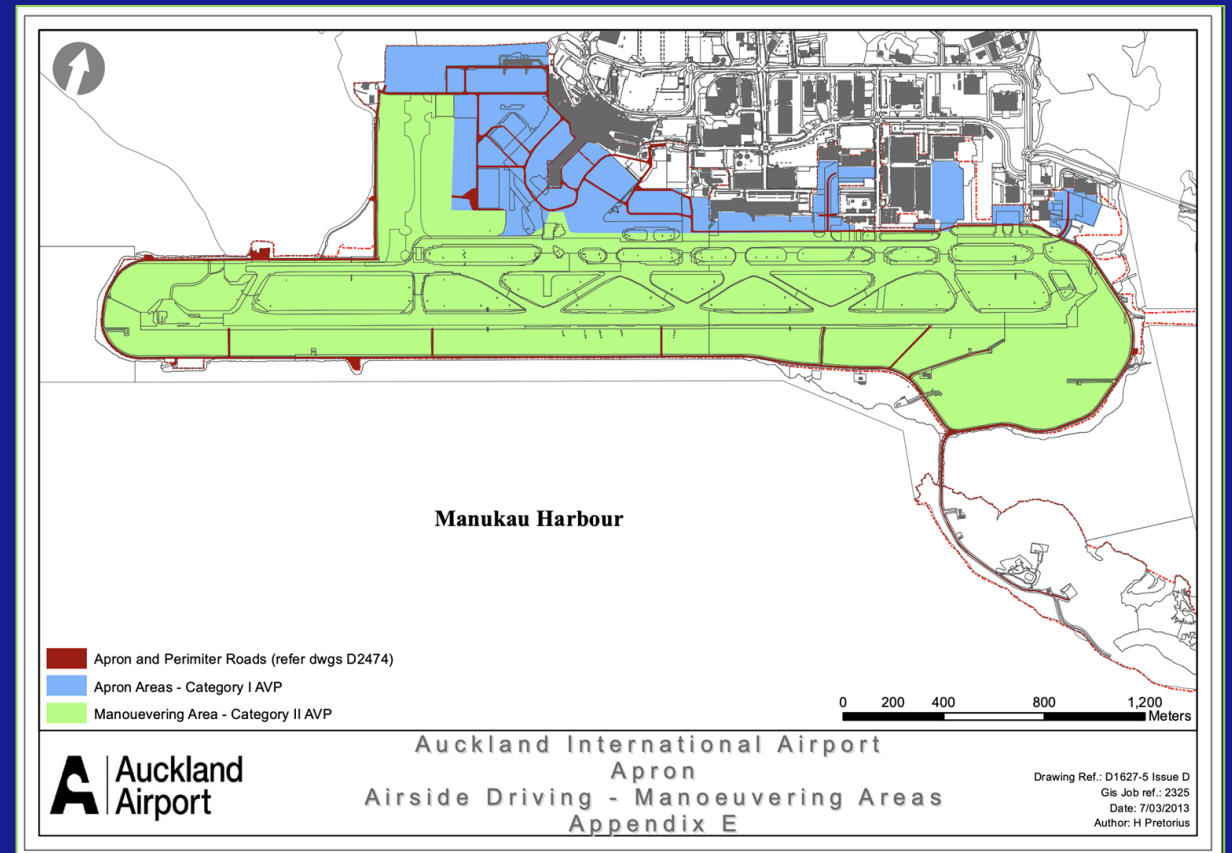 Manukau Harbour
Apron and Perimiter Roads (refer dwgs D2474)
Apron Areas - Category I AVP
Manouevering Area - Category II AVP
0 200 400 800 1,200
Meters
Auckland
Airport
Auckland International Airport
Apron
Airside Driving - Manoeuvering Areas
Appendix E
Drawing Ref.: D1627-5 Issue D
Gis Job ref.: 2325
Date: 7/03/2013
Author: H Pretorius